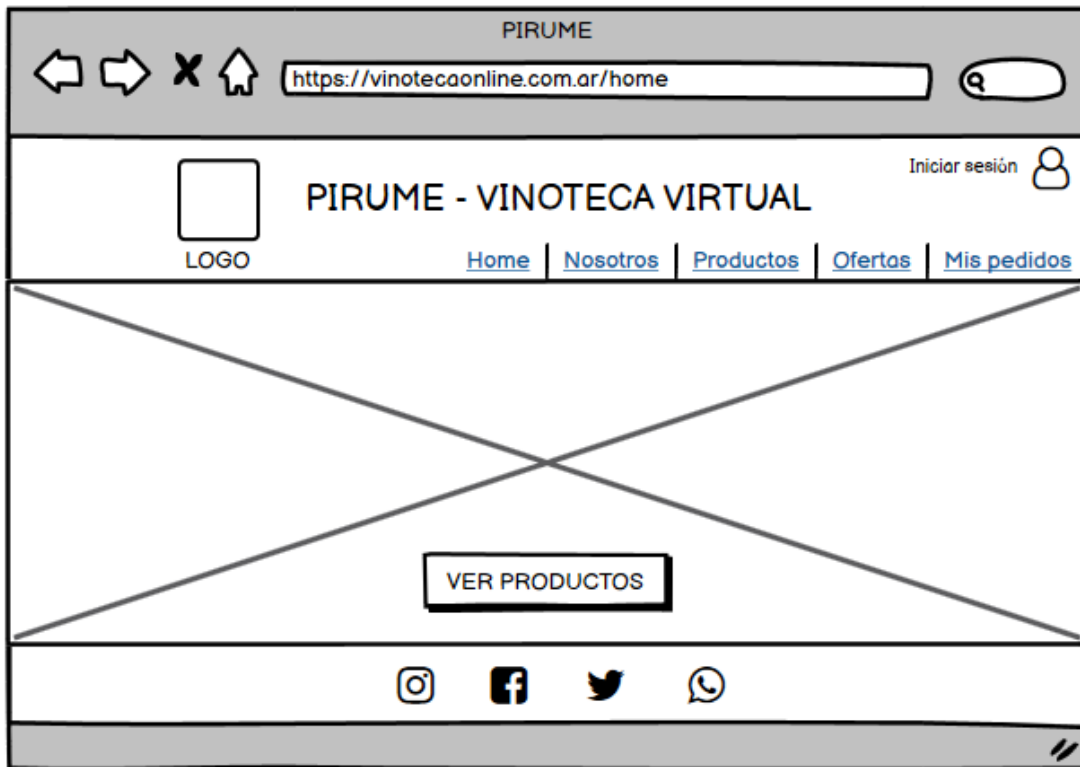 PIRUME
https://vinotecaonline.com.ar/home
Iniciar sesión
PIRUME - VINOTECA VIRTUAL
LOGO
Home Nosotros Productos Ofertas Mis pedidos
VER PRODUCTOS